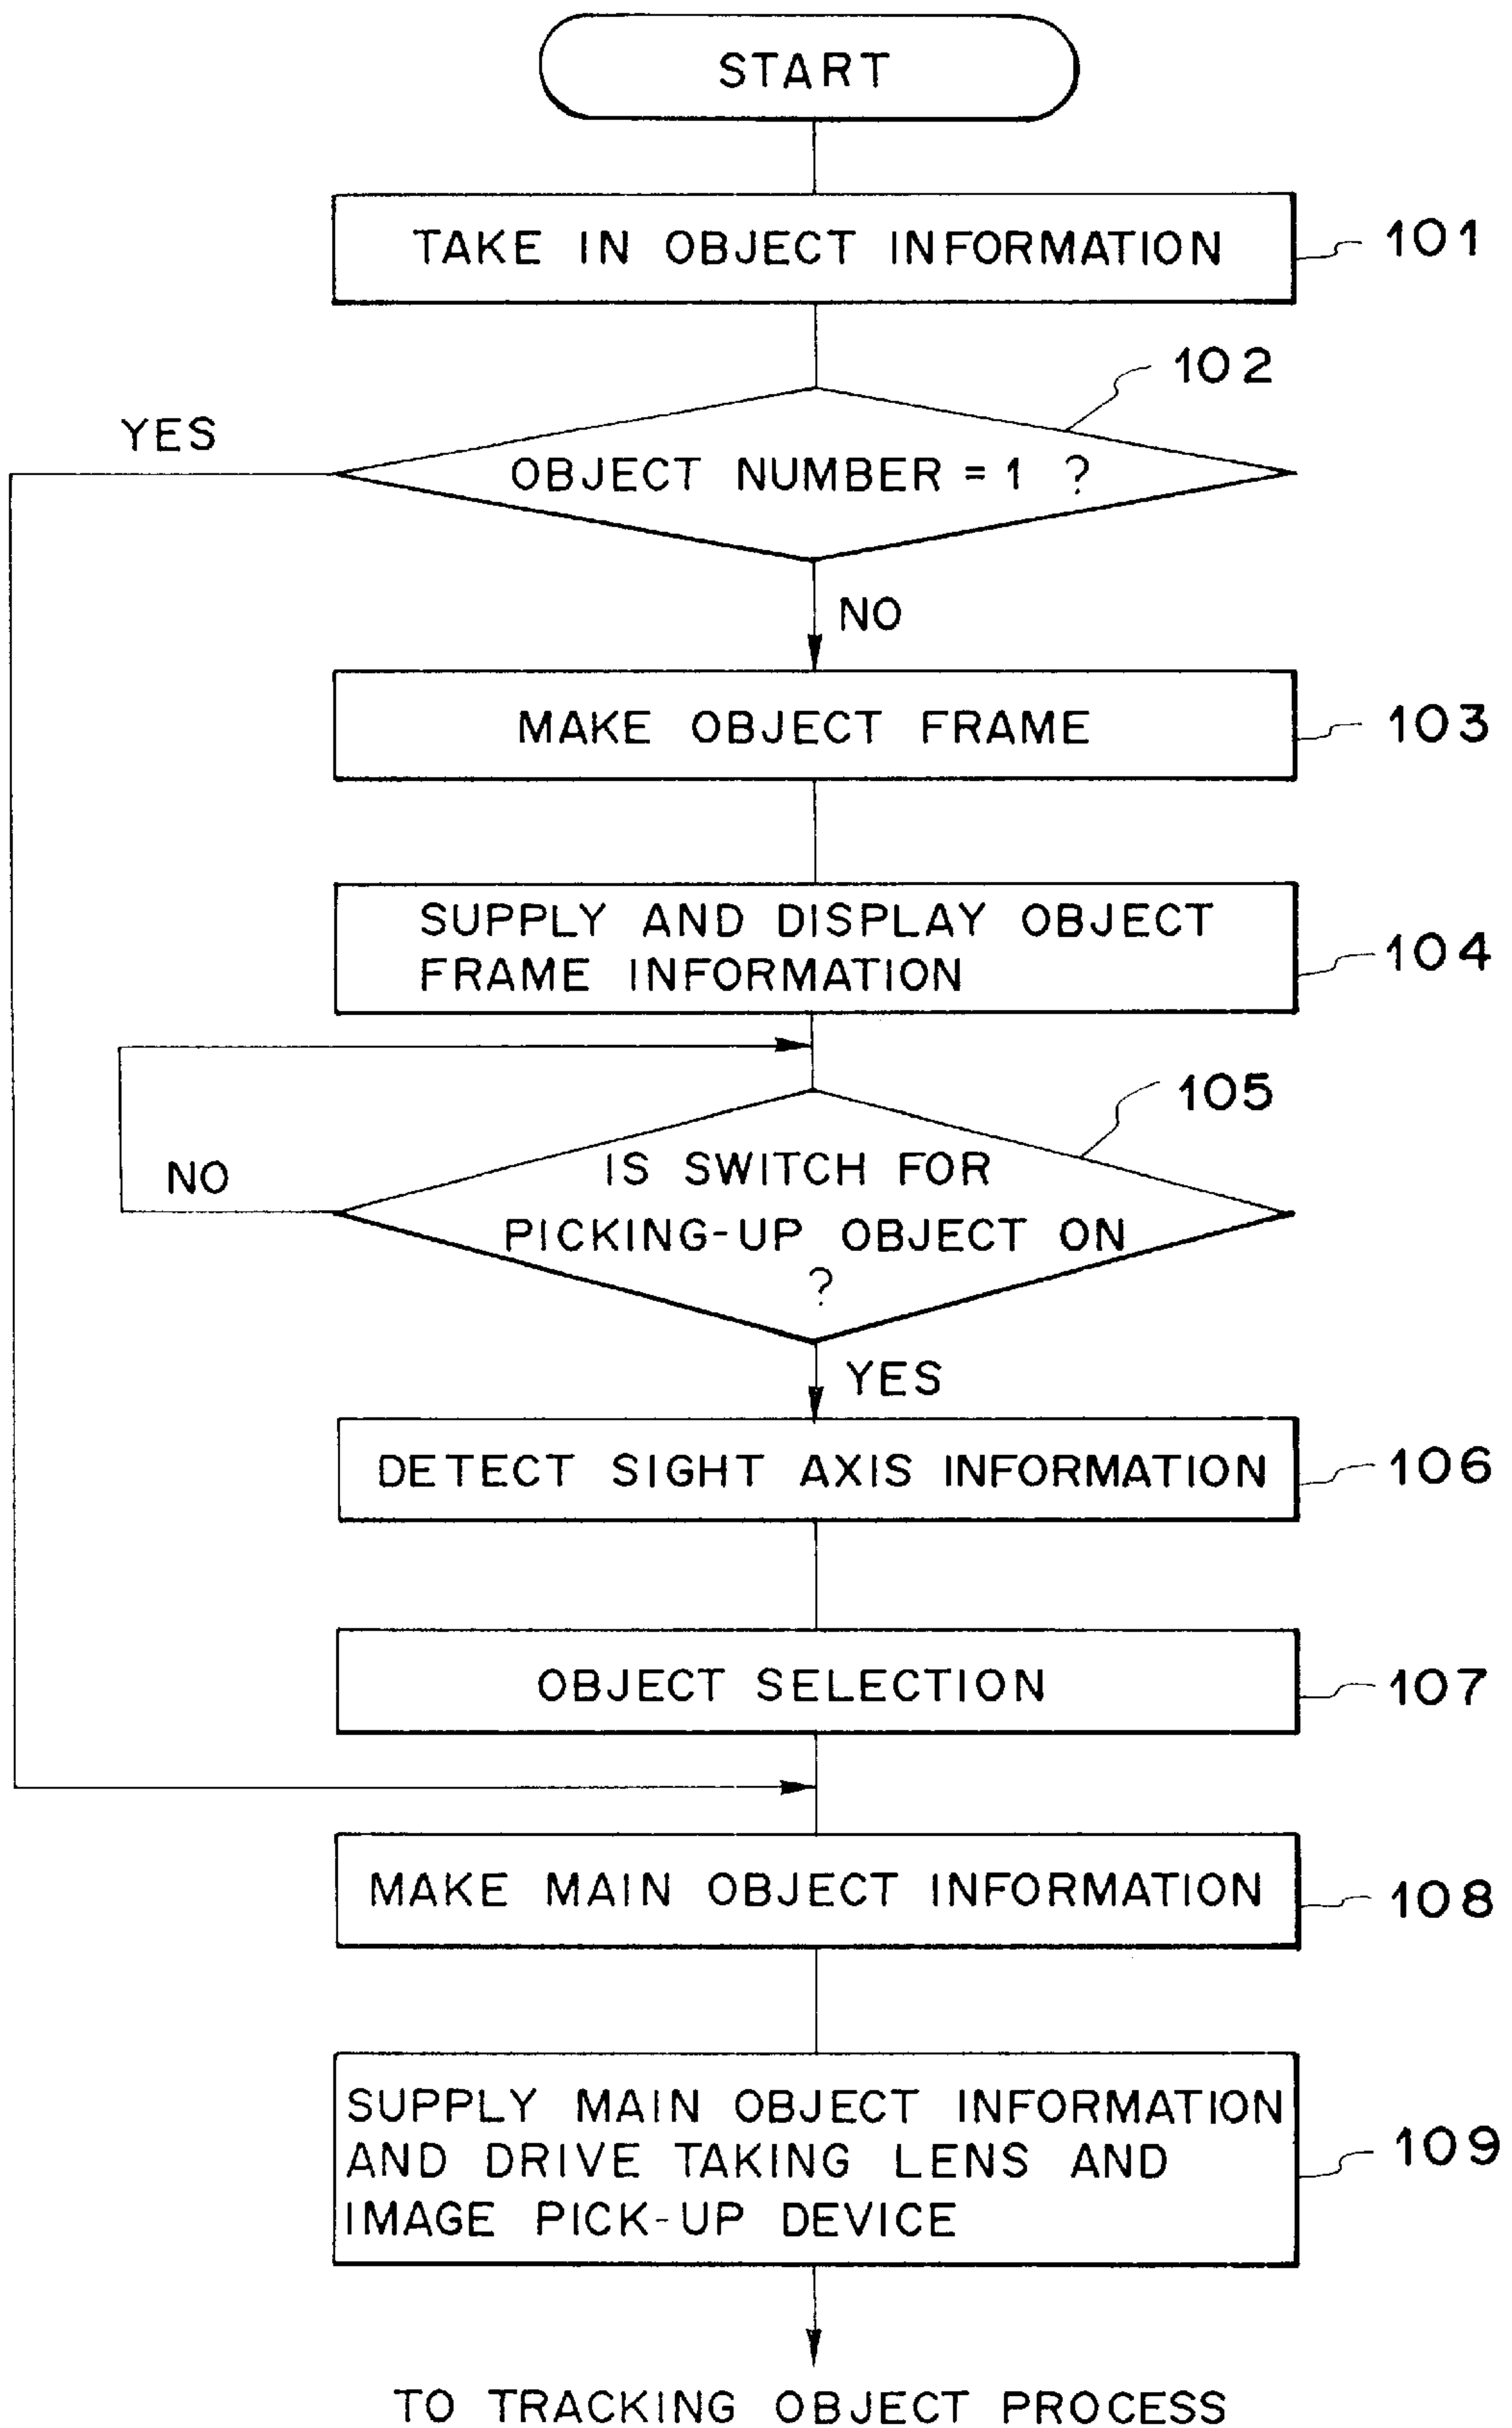 START
TAKE IN OBJECT INFORMATION
101
102
YES
OBJECT NUMBER = 1 ?
NO
MAKE OBJECT FRAME
103
SUPPLY AND DISPLAY OBJECT
FRAME INFORMATION
104
105
IS SWITCH FOR
NO
PICKING-UP OBJECT ON
?
YES
DETECT SIGHT AXIS INFORMATION
106
OBJECT SELECTION
107
MAKE MAIN OBJECT INFORMATION
108
SUPPLY MAIN OBJECT INFORMATION
AND DRIVE TAKING LENS AND
IMAGE PICK-UP DEVICE
109
TO TRACKING OBJECT PROCESS